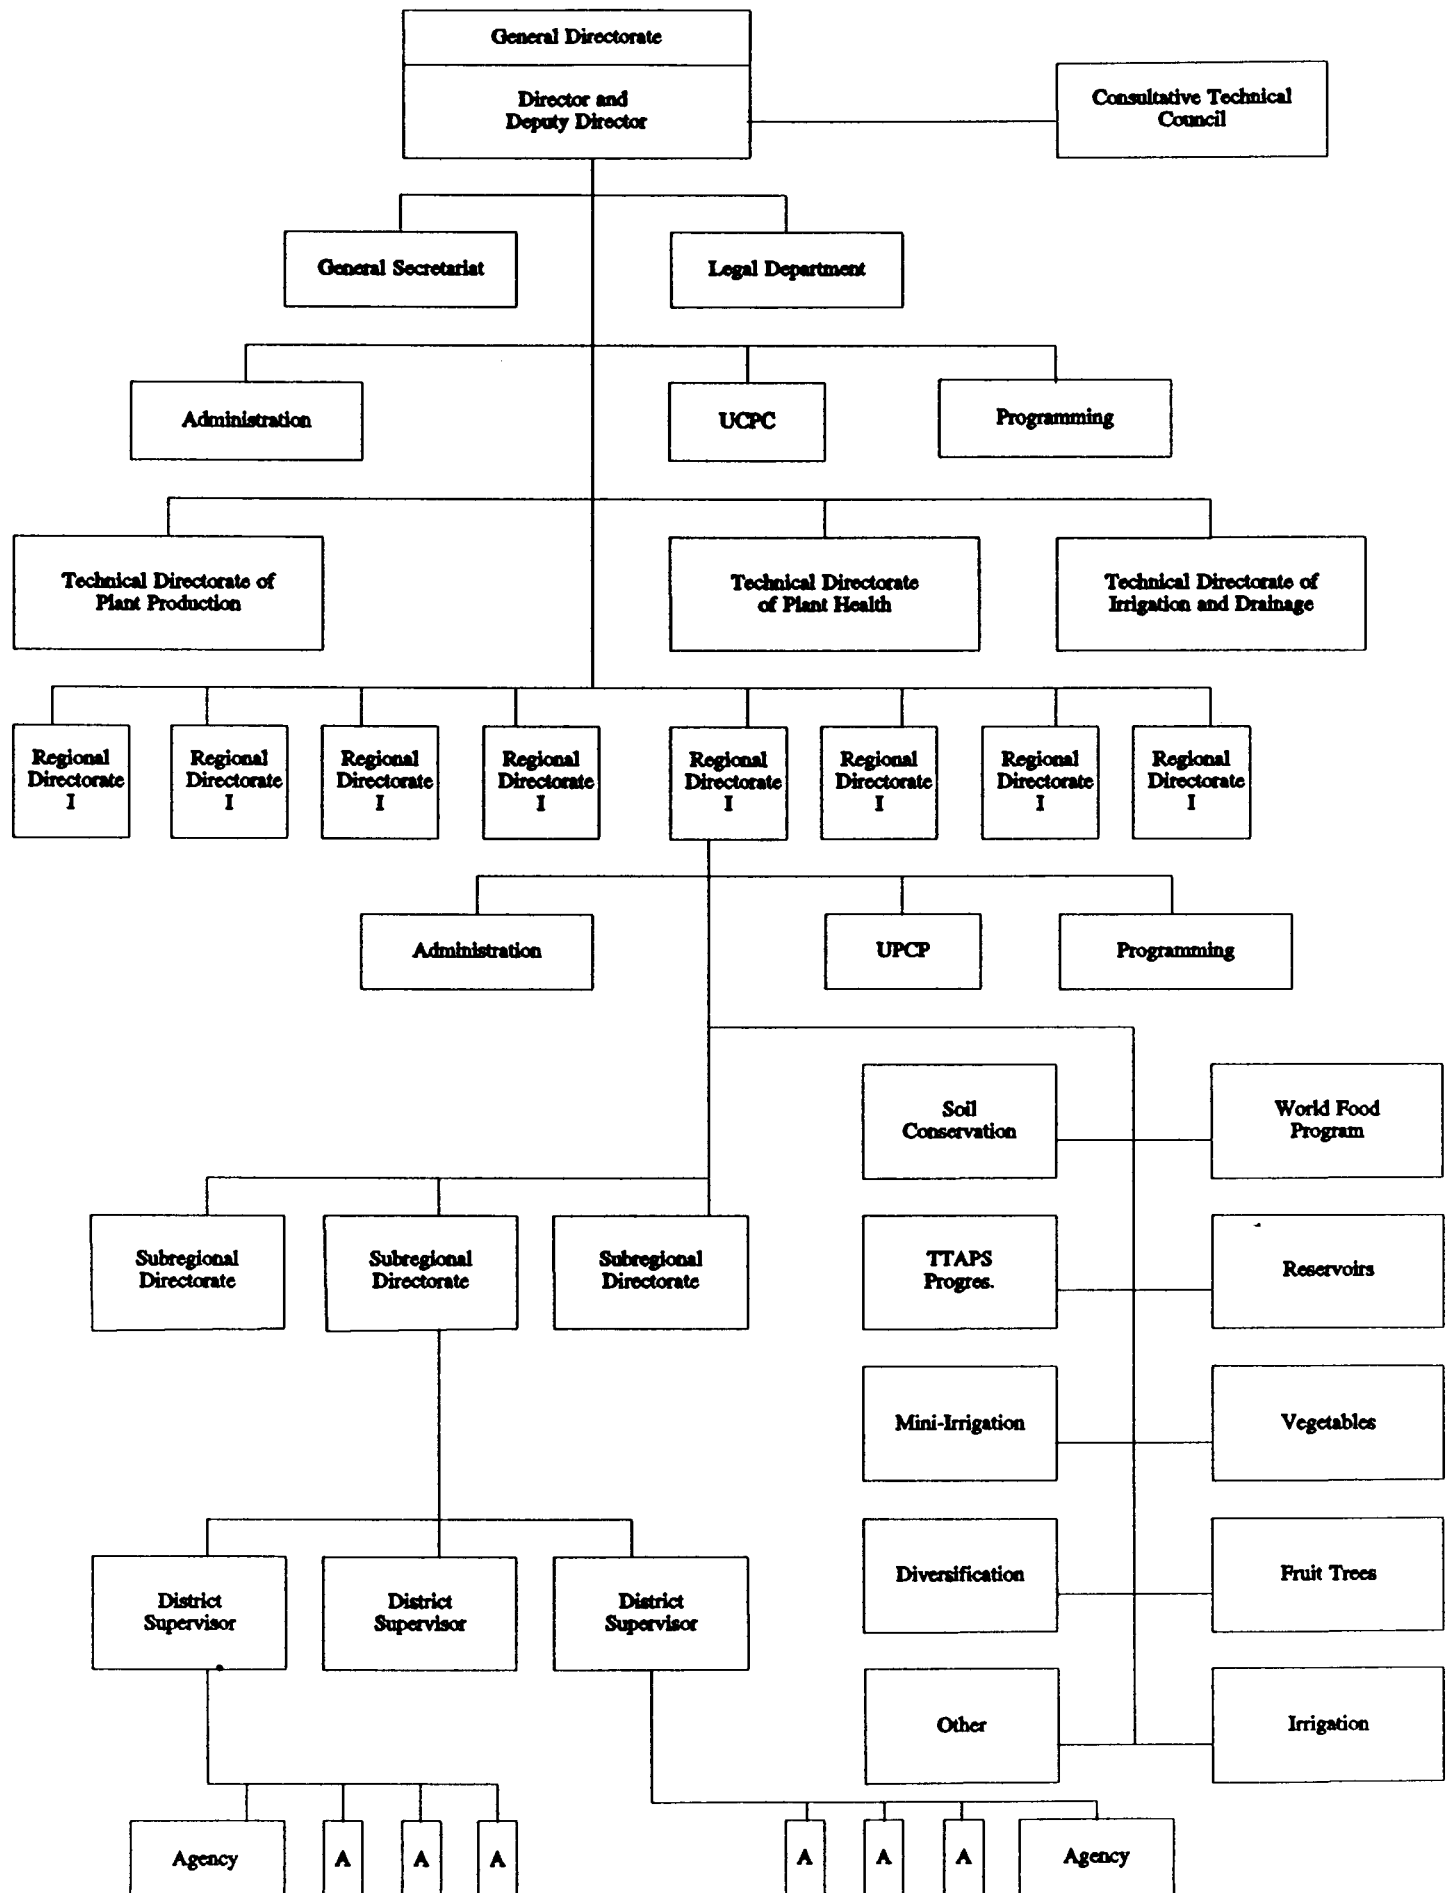 General Directorate
Director and
Deputy Director
Consultative Technical
Council
General Secretariat
Legal Department
Administration
UCPC
Programming
Technical Directorate of
Plant Production
Technical Directorate
of Plant Health
Technical Directorate of
Irrigation and Drainage
Regional
Directorate
I
Regional
Directorate
I
Regional
Directorate
I
Regional
Directorate
I
Regional
Directorate
I
Regional
Directorate
I
Regional
Directorate
I
Regional
Directorate
I
Administration
UPCP
Programming
Soil
Conservation
World Food
Program
Subregional
Directorate
Subregional
Directorate
Subregional
Directorate
TTAPS
Progres.
Reservoirs
Mini-Irrigation
Vegetables
District
Supervisor
District
Supervisor
District
Supervisor
Diversification
Fruit Trees
Other
Irrigation
Agency
A
A
A
A
A
A
Agency